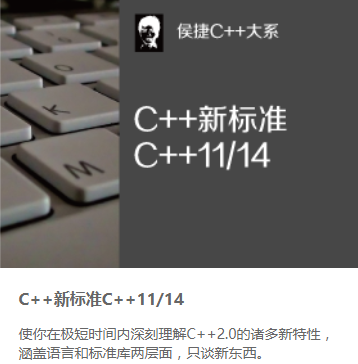 侯捷C++大系
C++新标准
C++11/14
K
M
C++新标准C++11/14
使你在极短时间内深刻理解C++2.0的诸多新特性，
涵盖语言和标准库两层面，只谈新东西。